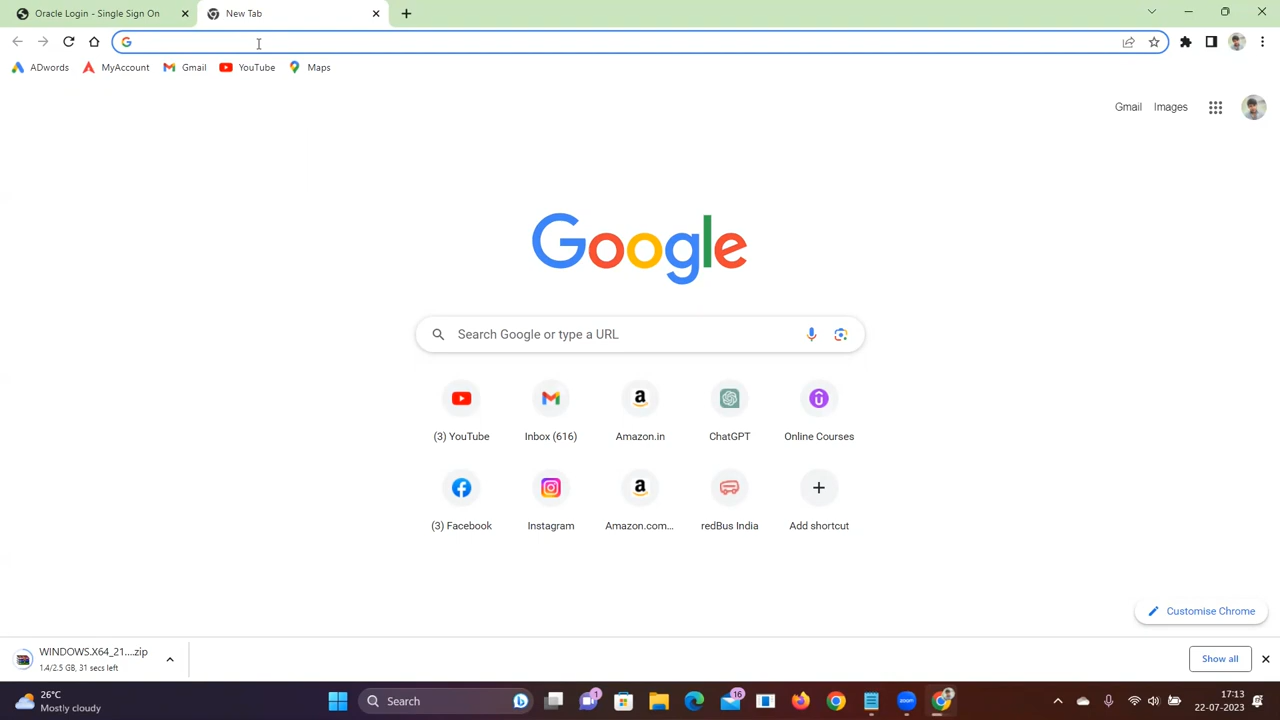 Oracle Login - Single Sign On
New Tab
ADwords
MyAccount
Gmail
YouTube
Maps
Gmail
Images
Google
Search Google or type a URL
(3) YouTube
Inbox (616)
Amazon.in
ChatGPT
Online Courses
(3) Facebook
Instagram
Amazon.com...
redBus India
Add shortcut
Customise Chrome
WINDOWS.X64_21....zip
1.4/2.5 GB, 31 secs left
Show all
26°C
Mostly cloudy
Search
1
16
17:13
22-07-2023